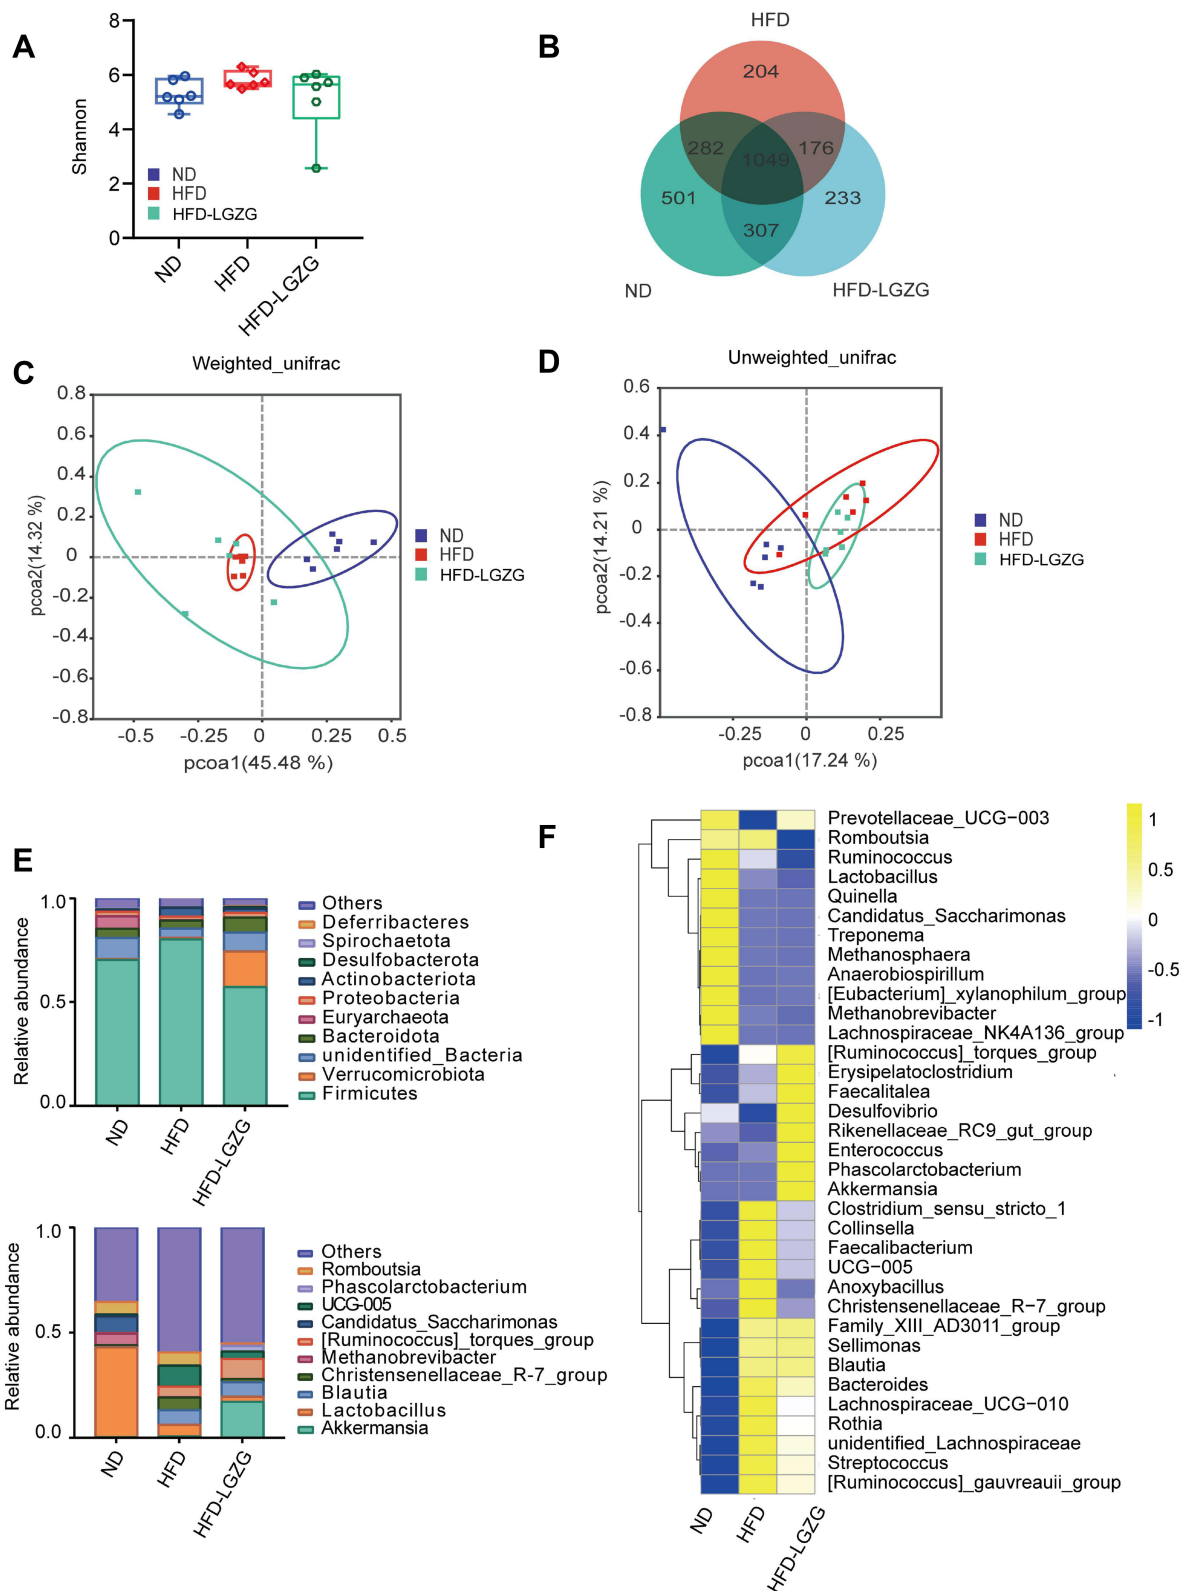 A
8
6
4
2
0
Shannon
ND
HFD
HFD-LGZG
ND
HFD
HFD-LGZG
B
HFD
204
282
1049
176
501
233
307
ND
HFD-LGZG
C
Weighted_unifrac
0.8
0.6
0.4
0.2
0
-0.2
-0.4
-0.6
-0.8
pcoa2(14.32 %)
-0.5
-0.25
0
0.25
0.5
pcoa1(45.48 %)
ND
HFD
HFD-LGZG
D
Unweighted_unifrac
0.6
0.4
0.2
0
-0.2
-0.4
-0.6
-0.8
pcoa2(14.21 %)
-0.25
0
0.25
pcoa1(17.24 %)
ND
HFD
HFD-LGZG
E
1.0
0.5
0.0
Relative abundance
ND
HFD
HFD-LGZG
Others
Deferribacteres
Spirochaetota
Desulfobacterota
Actinobacteriota
Proteobacteria
Euryarchaeota
Bacteroidota
unidentified_Bacteria
Verrucomicrobiota
Firmicutes
1.0
0.5
0.0
Relative abundance
ND
HFD
HFD-LGZG
Others
Romboutsia
Phascolarctobacterium
UCG-005
Candidatus_Saccharimonas
[Ruminococcus]_torques_group
Methanobrevibacter
Christensenellaceae_R-7_group
Blautia
Lactobacillus
Akkermansia
F
Prevotellaceae_UCG−003
Romboutsia
Ruminococcus
Lactobacillus
Quinella
Candidatus_Saccharimonas
Treponema
Methanosphaera
Anaerobiospirillum
[Eubacterium]_xylanophilum_group
Methanobrevibacter
Lachnospiraceae_NK4A136_group
[Ruminococcus]_torques_group
Erysipelatoclostridium
Faecalitalea
Desulfovibrio
Rikenellaceae_RC9_gut_group
Enterococcus
Phascolarctobacterium
Akkermansia
Clostridium_sensu_stricto_1
Collinsella
Faecalibacterium
UCG−005
Anoxybacillus
Christensenellaceae_R−7_group
Family_XIII_AD3011_group
Sellimonas
Blautia
Bacteroides
Lachnospiraceae_UCG−010
Rothia
unidentified_Lachnospiraceae
Streptococcus
[Ruminococcus]_gauvreauii_group
ND
HFD
HFD-LGZG
1
0.5
0
-0.5
-1